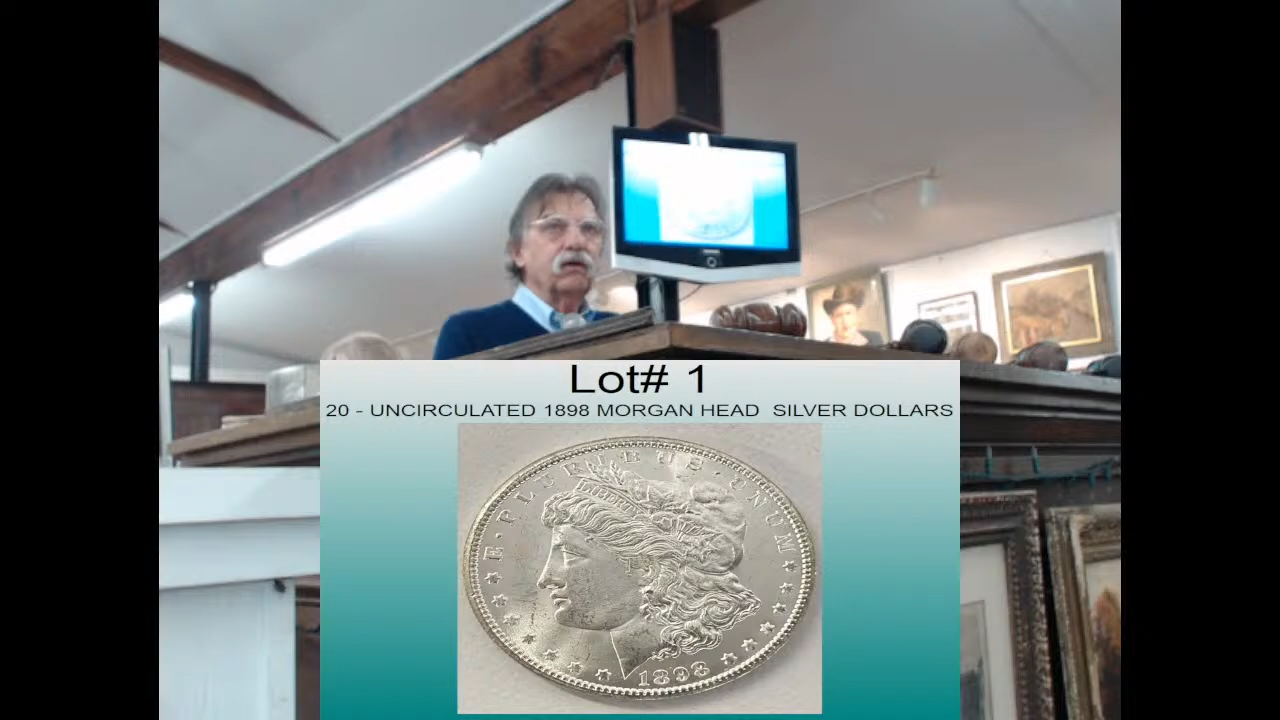 Lot# 1
20 - UNCIRCULATED 1898 MORGAN HEAD  SILVER DOLLARS
E · PLURIBUS · UNUM
LIBERTY
1898